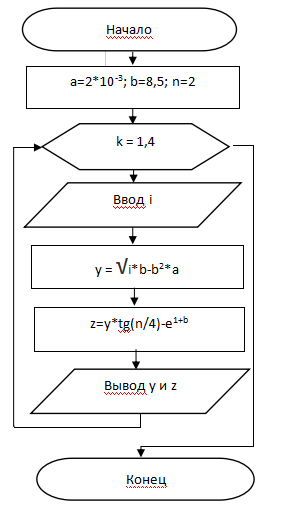 Начало
a=2*10⁻³; b=8,5; n=2
k = 1,4
Ввод i
y = √i*b-b²*a
z=y*tg(n/4)-e¹⁺ᵇ
Вывод y и z
Конец